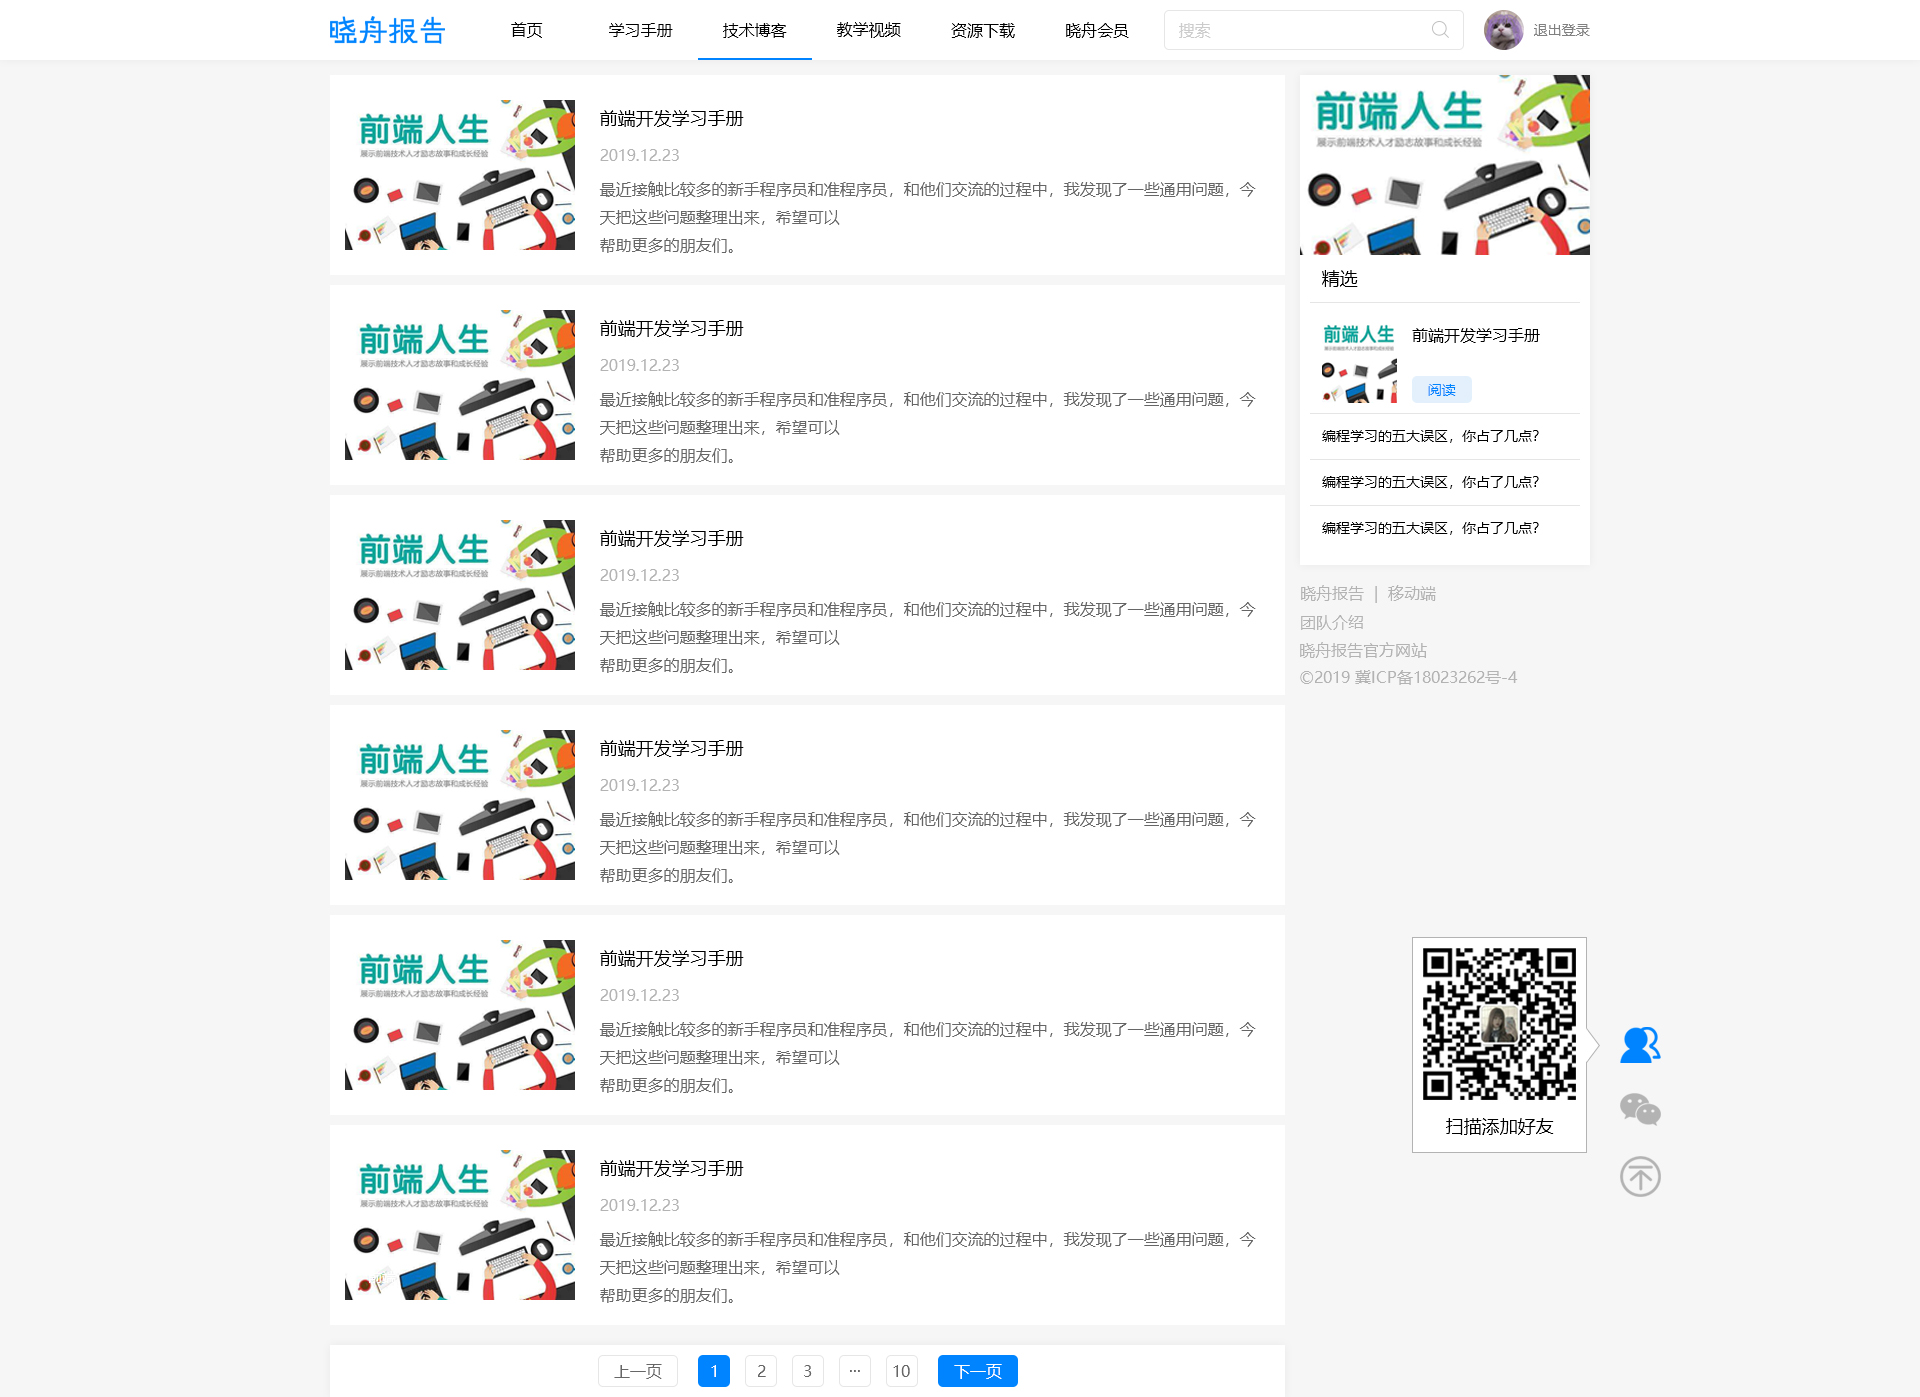 晓舟报告 首页 学习手册 技术博客 教学视频 资源下载 晓舟会员 搜索 退出登录
前端人生
展示前端技术人才励志故事和成长经验
前端开发学习手册
2019.12.23
最近接触比较多的新手程序员和准程序员，和他们交流的过程中，我发现了一些通用问题，今
天把这些问题整理出来，希望可以
帮助更多的朋友们。
前端人生
展示前端技术人才励志故事和成长经验
前端开发学习手册
2019.12.23
最近接触比较多的新手程序员和准程序员，和他们交流的过程中，我发现了一些通用问题，今
天把这些问题整理出来，希望可以
帮助更多的朋友们。
前端人生
展示前端技术人才励志故事和成长经验
前端开发学习手册
2019.12.23
最近接触比较多的新手程序员和准程序员，和他们交流的过程中，我发现了一些通用问题，今
天把这些问题整理出来，希望可以
帮助更多的朋友们。
前端人生
展示前端技术人才励志故事和成长经验
前端开发学习手册
2019.12.23
最近接触比较多的新手程序员和准程序员，和他们交流的过程中，我发现了一些通用问题，今
天把这些问题整理出来，希望可以
帮助更多的朋友们。
前端人生
展示前端技术人才励志故事和成长经验
前端开发学习手册
2019.12.23
最近接触比较多的新手程序员和准程序员，和他们交流的过程中，我发现了一些通用问题，今
天把这些问题整理出来，希望可以
帮助更多的朋友们。
前端人生
展示前端技术人才励志故事和成长经验
前端开发学习手册
2019.12.23
最近接触比较多的新手程序员和准程序员，和他们交流的过程中，我发现了一些通用问题，今
天把这些问题整理出来，希望可以
帮助更多的朋友们。
上一页 1 2 3 ··· 10 下一页
前端人生
展示前端技术人才励志故事和成长经验
精选
前端人生
展示前端技术人才励志故事和成长经验
前端开发学习手册
阅读
编程学习的五大误区，你占了几点？
编程学习的五大误区，你占了几点？
编程学习的五大误区，你占了几点？
晓舟报告 | 移动端
团队介绍
晓舟报告官方网站
©2019 冀ICP备18023262号-4
扫描添加好友